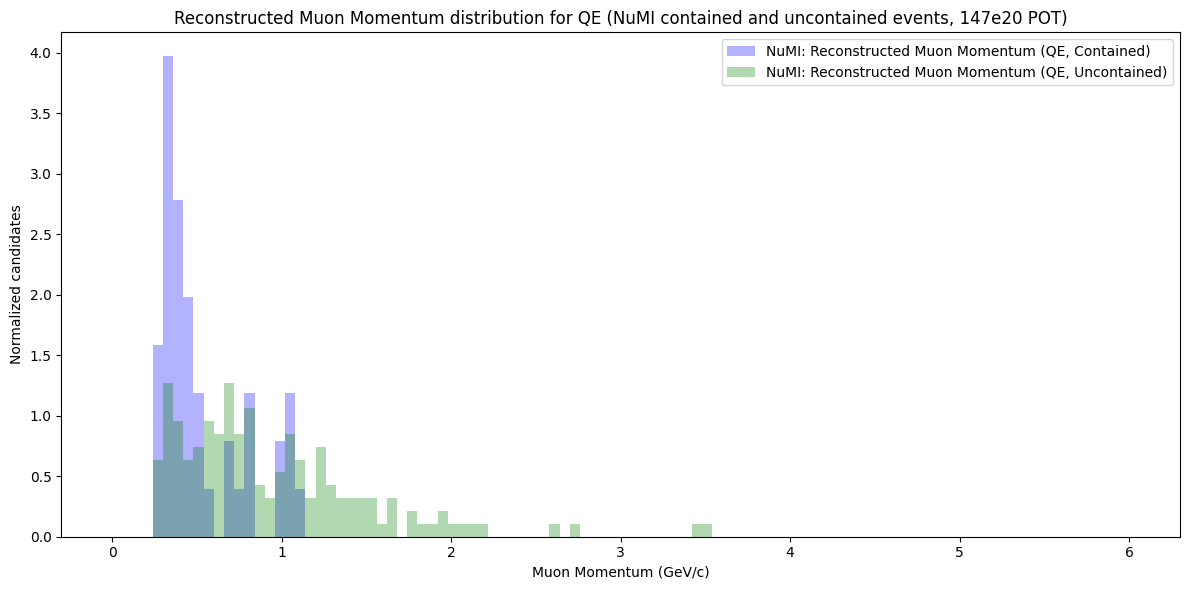 Reconstructed Muon Momentum distribution for QE (NuMI contained and uncontained events, 147e20 POT)
NuMI: Reconstructed Muon Momentum (QE, Contained)
NuMI: Reconstructed Muon Momentum (QE, Uncontained)
Normalized candidates
4.0
3.5
3.0
2.5
2.0
1.5
1.0
0.5
0.0
0 1 2 3 4 5 6
Muon Momentum (GeV/c)